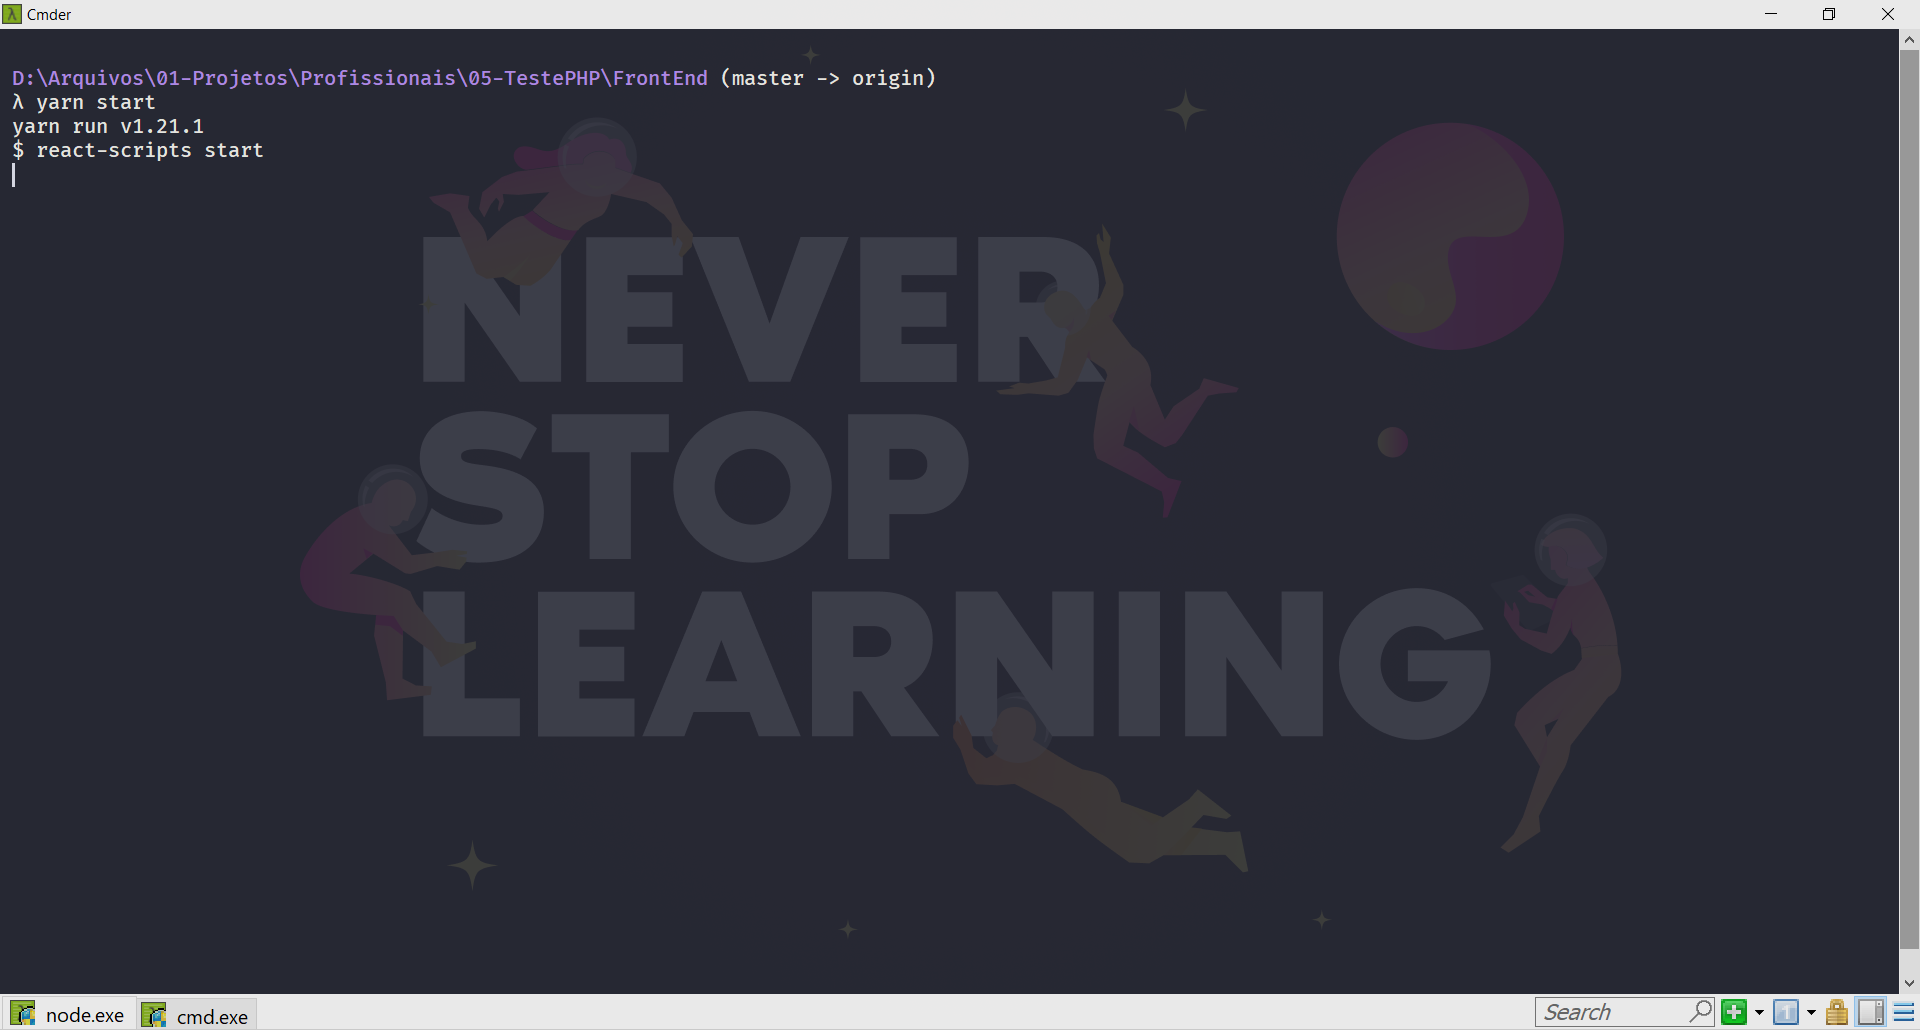 Cmder
D:\Arquivos\01-Projetos\Profissionais\05-TestePHP\FrontEnd (master -> origin)
λ yarn start
yarn run v1.21.1
$ react-scripts start
NEVER
STOP
LEARNING
node.exe
cmd.exe
Search
1